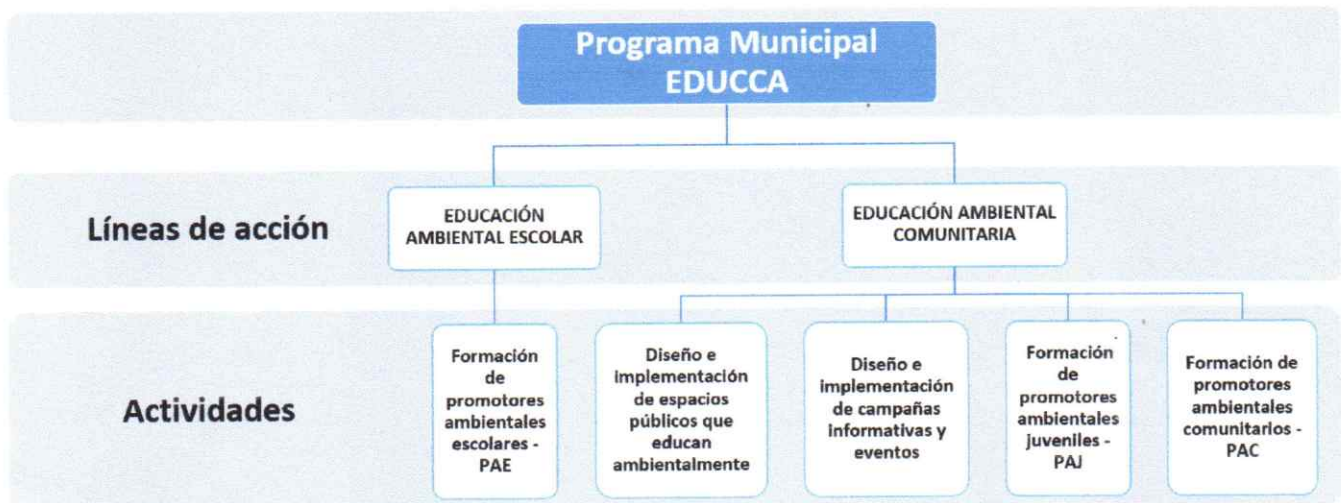 Programa Municipal
EDUCCA
Líneas de acción
EDUCACIÓN
AMBIENTAL ESCOLAR
EDUCACIÓN AMBIENTAL
COMUNITARIA
Actividades
Formación
de
promotores
ambientales
escolares -
PAE
Diseño e
implementación
de espacios
públicos que
educan
ambientalmente
Diseño e
implementación
de campañas
informativas y
eventos
Formación
de
promotores
ambientales
juveniles -
PAJ
Formación de
promotores
ambientales
comunitarios -
PAC